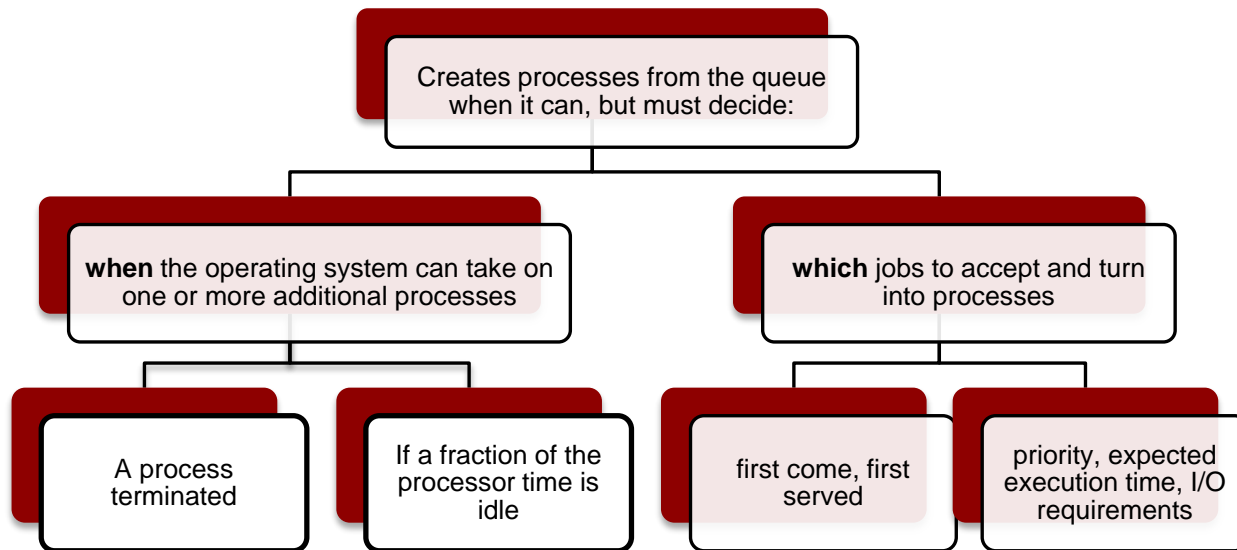 Creates processes from the queue
when it can, but must decide:
when the operating system can take on
one or more additional processes
which jobs to accept and turn
into processes
A process
terminated
If a fraction of the
processor time is
idle
first come, first
served
priority, expected
execution time, I/O
requirements